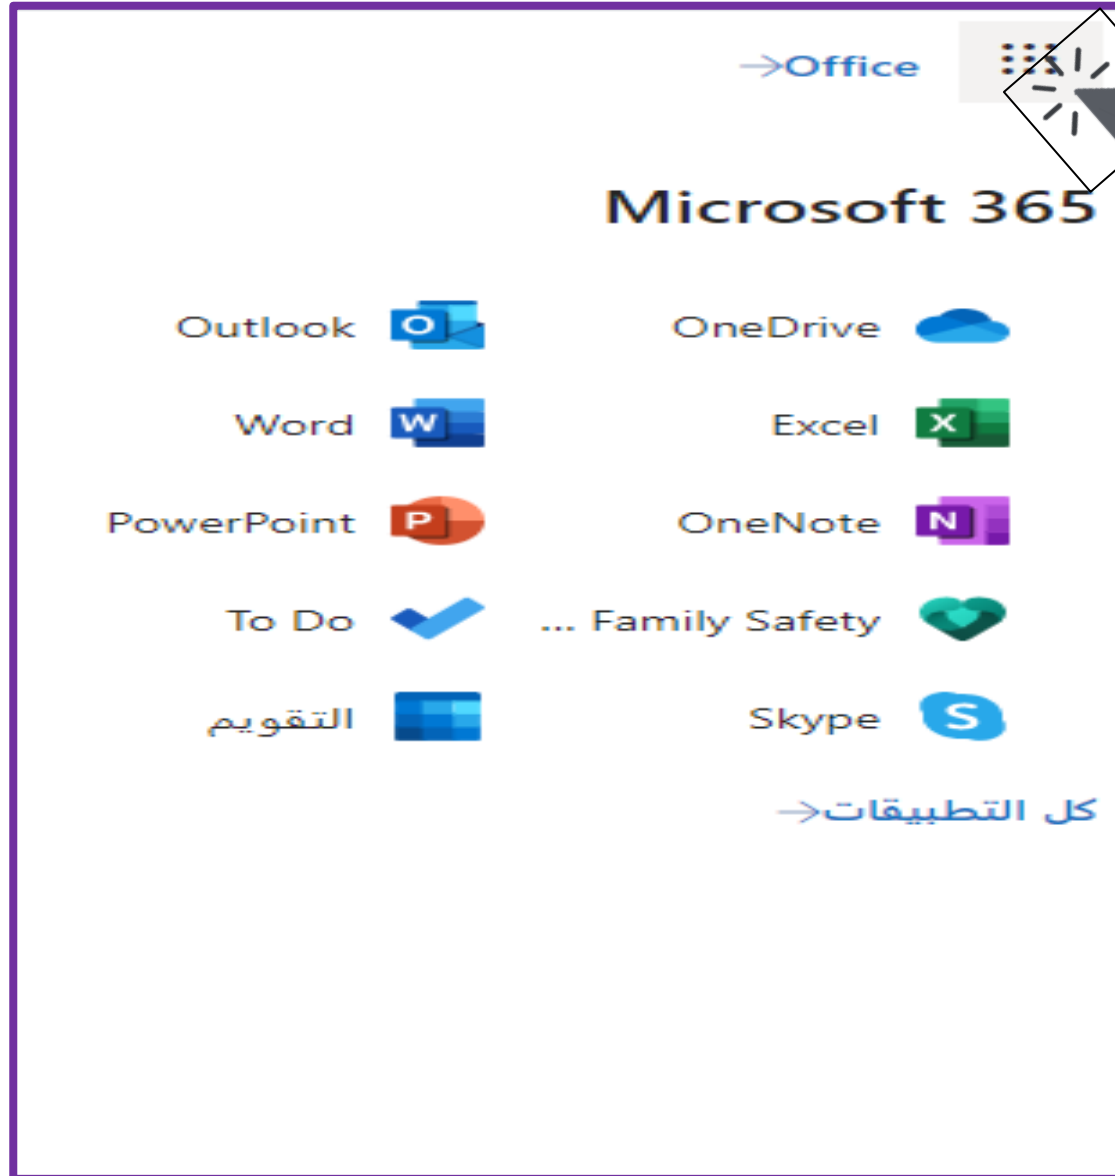 Office
Microsoft 365
OneDrive
Outlook
Excel
Word
OneNote
PowerPoint
Family Safety ...
To Do
Skype
التقويم
كل التطبيقات